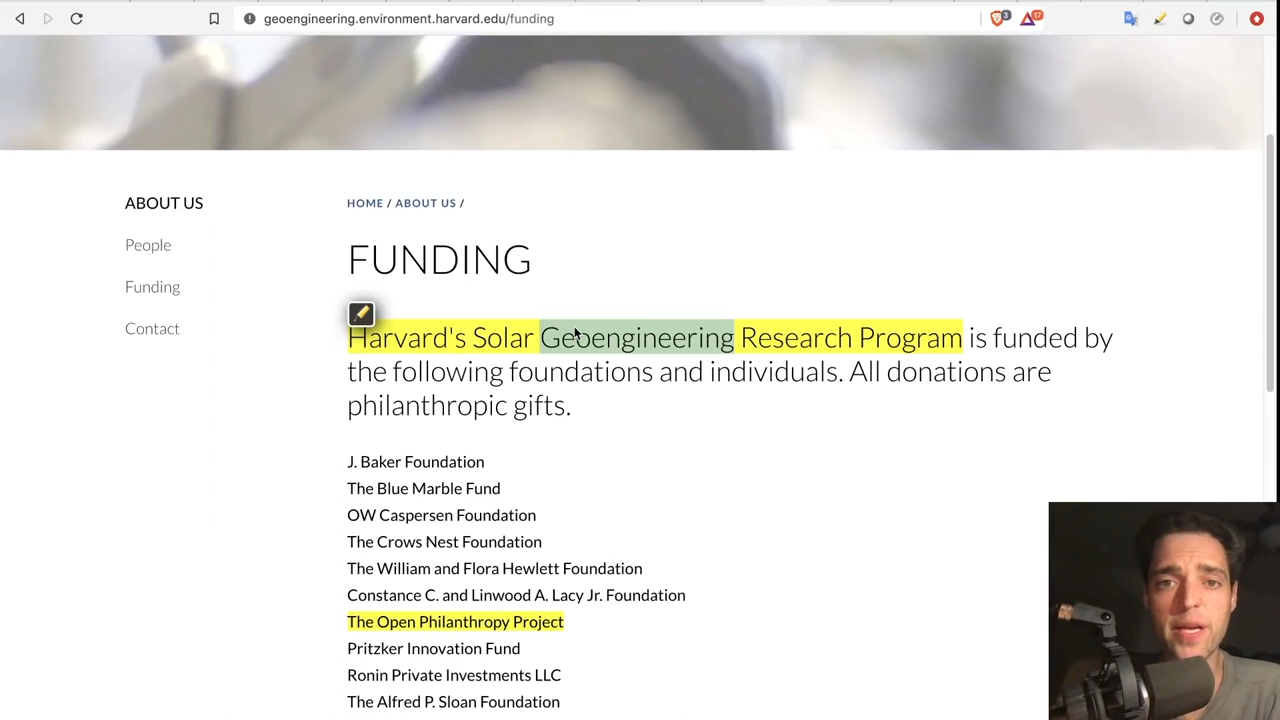 geoengineering.environment.harvard.edu/funding
3
17
ABOUT US
People
Funding
Contact
HOME / ABOUT US /
FUNDING
Harvard's Solar Geoengineering Research Program is funded by
the following foundations and individuals. All donations are
philanthropic gifts.
J. Baker Foundation
The Blue Marble Fund
OW Caspersen Foundation
The Crows Nest Foundation
The William and Flora Hewlett Foundation
Constance C. and Linwood A. Lacy Jr. Foundation
The Open Philanthropy Project
Pritzker Innovation Fund
Ronin Private Investments LLC
The Alfred P. Sloan Foundation